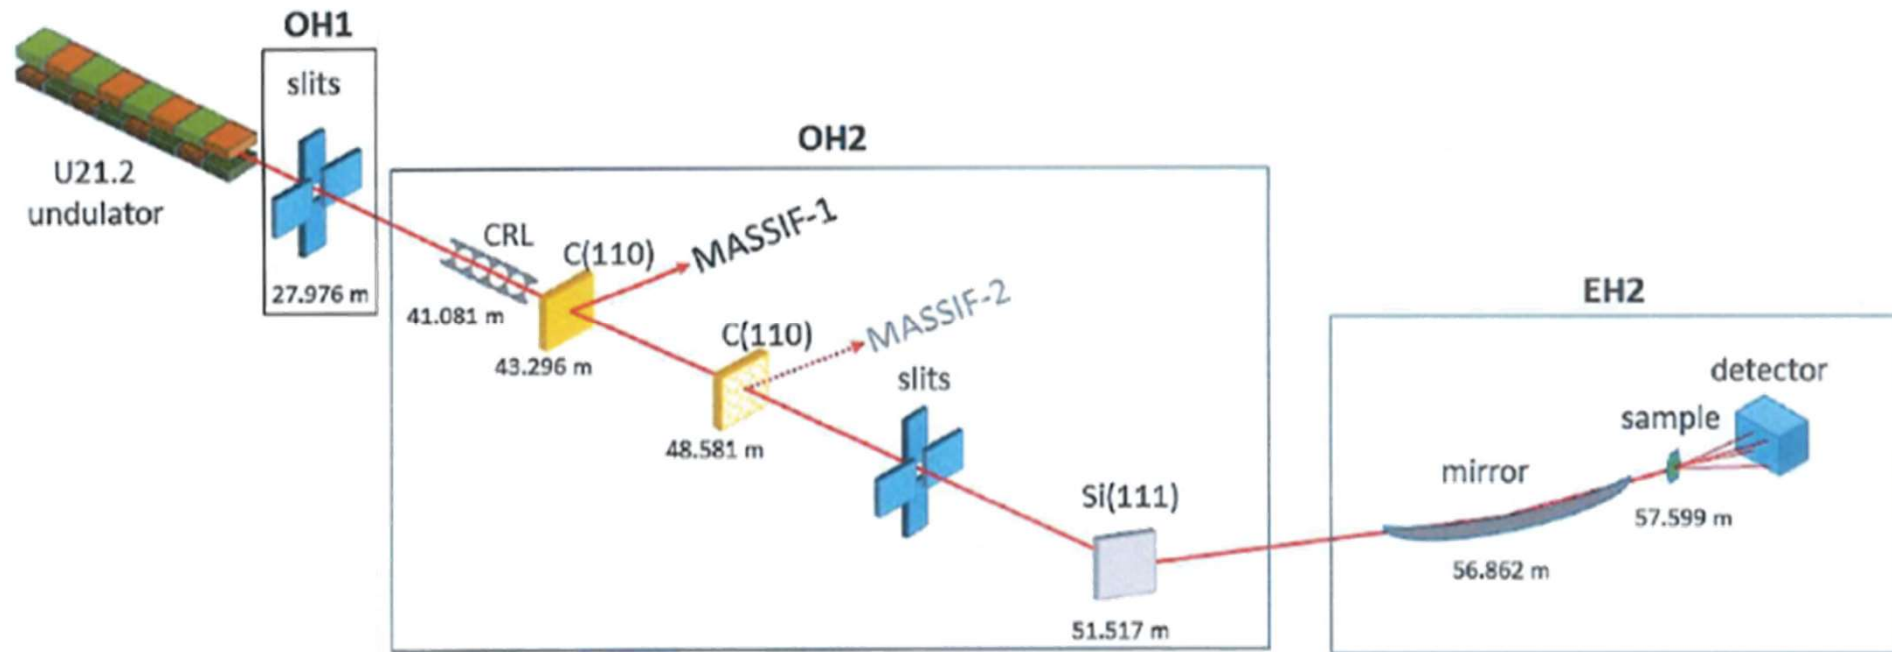 OH1
slits
U21.2
undulator
27.976 m
OH2
CRL
C(110)
MASSIF-1
41.081 m
43.296 m
C(110)
MASSIF-2
48.581 m
slits
Si(111)
51.517 m
EH2
detector
sample
mirror
57.599 m
56.862 m